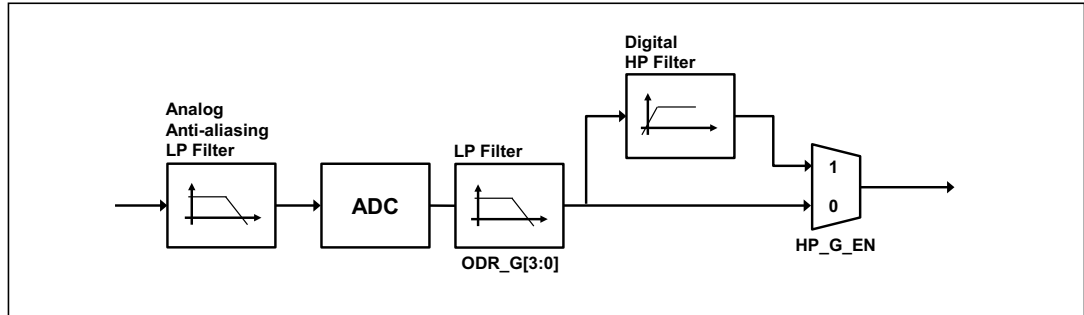 Digital
HP Filter
Analog
Anti-aliasing
LP Filter
ADC
LP Filter
ODR_G[3:0]
1
0
HP_G_EN